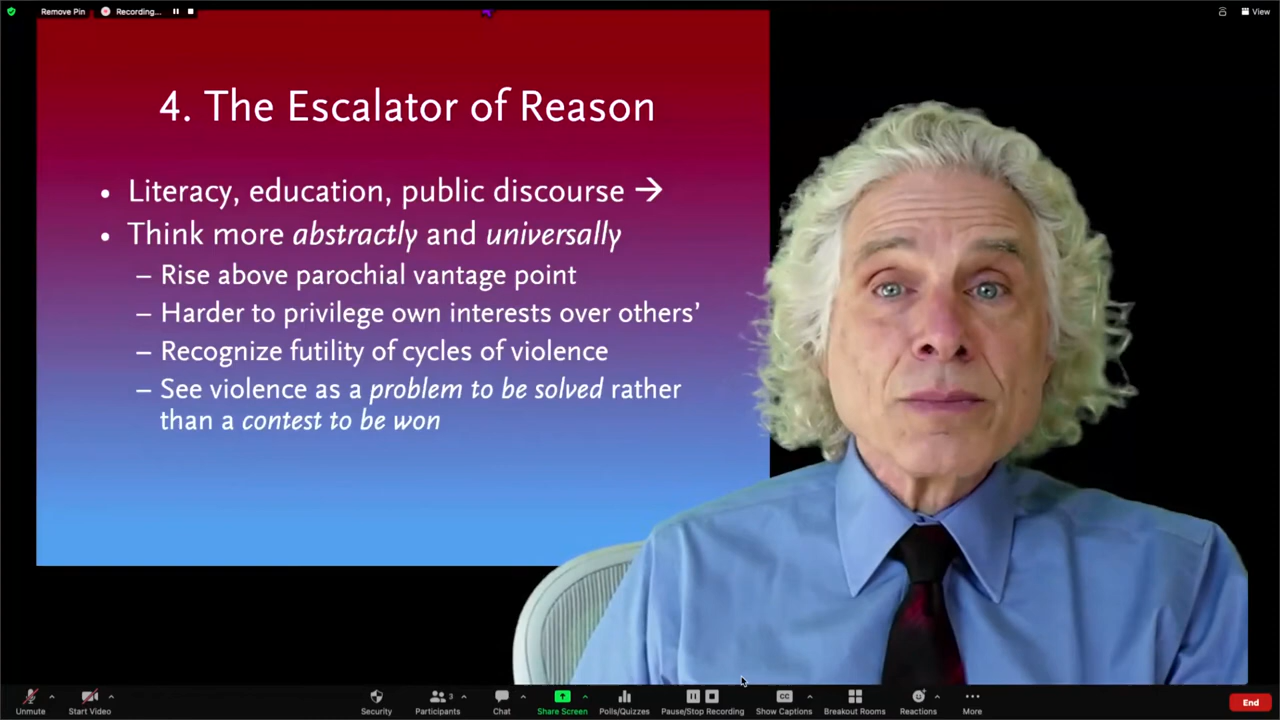 Remove Pin
Recording...
View
4. The Escalator of Reason
• Literacy, education, public discourse →
• Think more abstractly and universally
– Rise above parochial vantage point
– Harder to privilege own interests over others’
– Recognize futility of cycles of violence
– See violence as a problem to be solved rather
than a contest to be won
Unmute
Start Video
Security
Participants
3
Chat
Share Screen
Polls/Quizzes
Pause/Stop Recording
CC
Show Captions
Breakout Rooms
Reactions
More
End